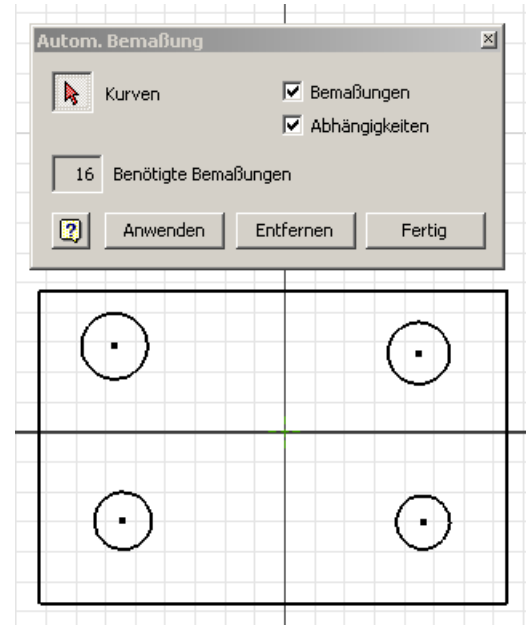 Autom. Bemaßung
Kurven
Bemaßungen
Abhängigkeiten
16 Benötigte Bemaßungen
? Anwenden Entfernen Fertig